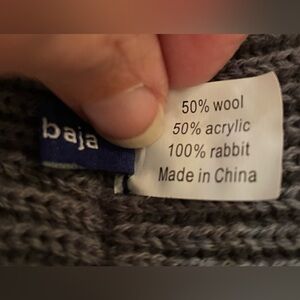 baja
50% wool
50% acrylic
100% rabbit
Made in China